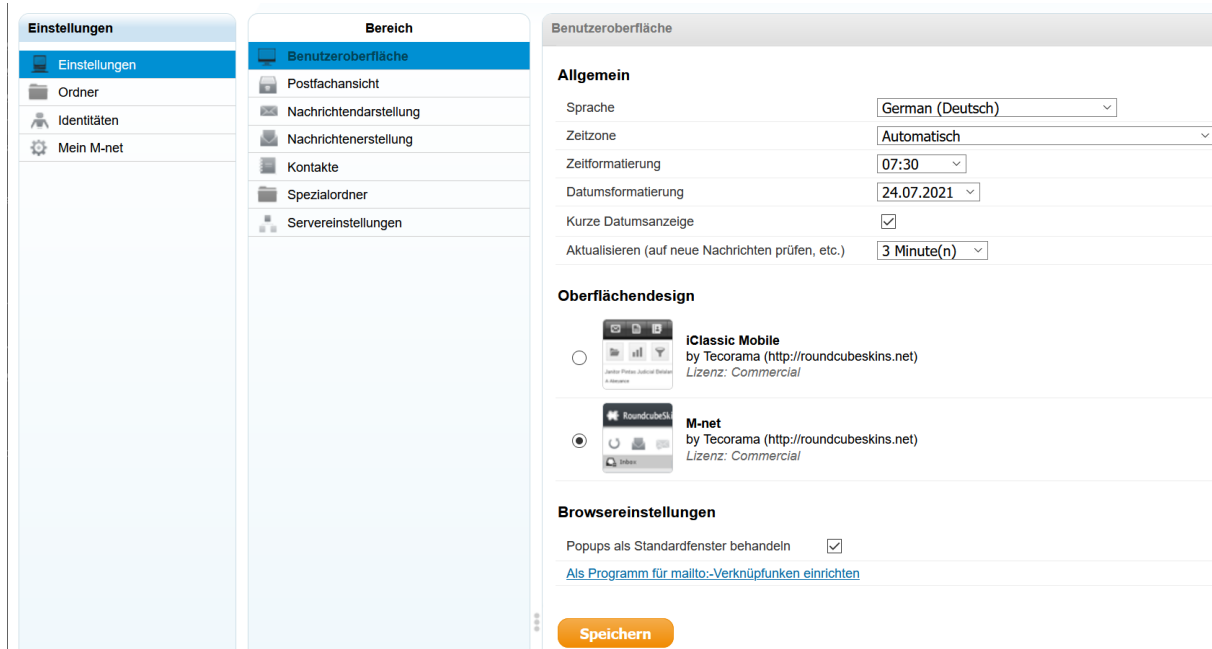 Einstellungen
Einstellungen
Ordner
Identitäten
Mein M-net
Bereich
Benutzeroberfläche
Postfachansicht
Nachrichtendarstellung
Nachrichtenerstellung
Kontakte
Spezialordner
Servereinstellungen
Benutzeroberfläche
Allgemein
Sprache German (Deutsch)
Zeitzone Automatisch
Zeitformatierung 07:30
Datumsformatierung 24.07.2021
Kurze Datumsanzeige
Aktualisieren (auf neue Nachrichten prüfen, etc.) 3 Minute(n)
Oberflächendesign
iClassic Mobile
by Tecorama (http://roundcubeskins.net)
Lizenz: Commercial
RoundcubeSki
Inbox
M-net
by Tecorama (http://roundcubeskins.net)
Lizenz: Commercial
Browsereinstellungen
Popups als Standardfenster behandeln
Als Programm für mailto:-Verknüpfunken einrichten
Speichern